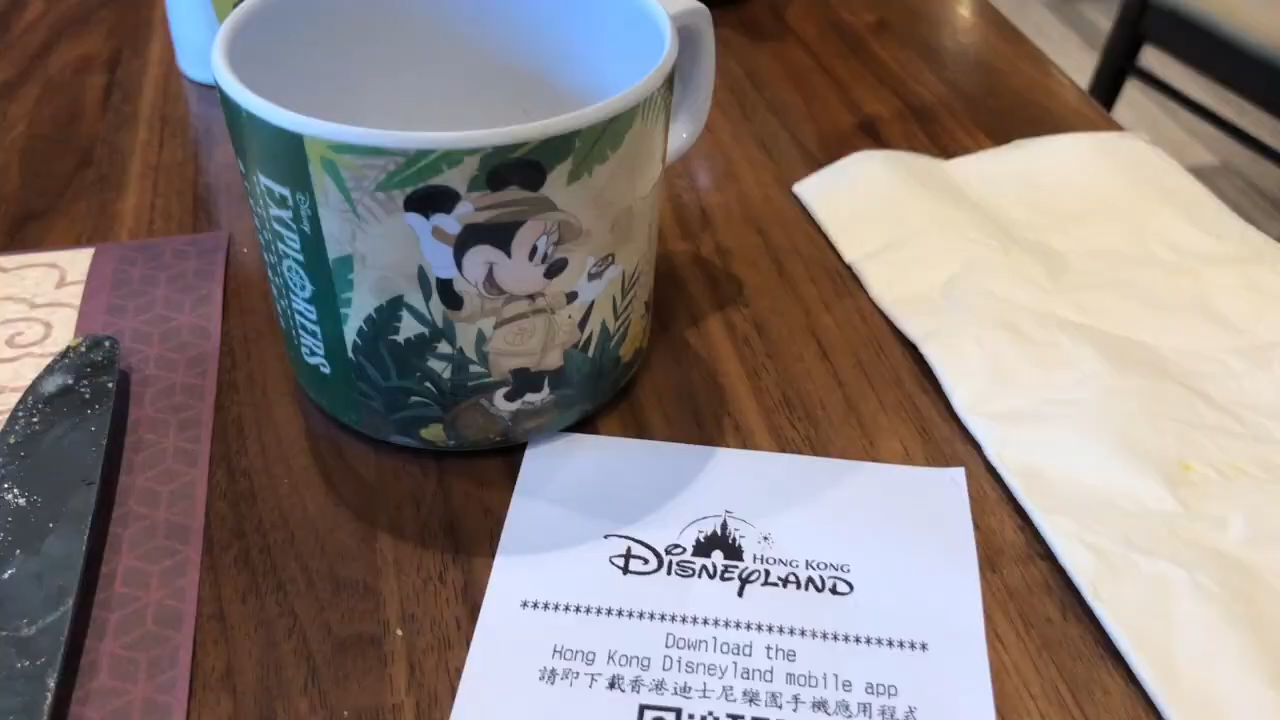 Disney
EXPLORERS
HONG KONG
DISNEYLAND
***************************************
Download the
Hong Kong Disneyland mobile app
請即下載香港迪士尼樂園手機應用程式